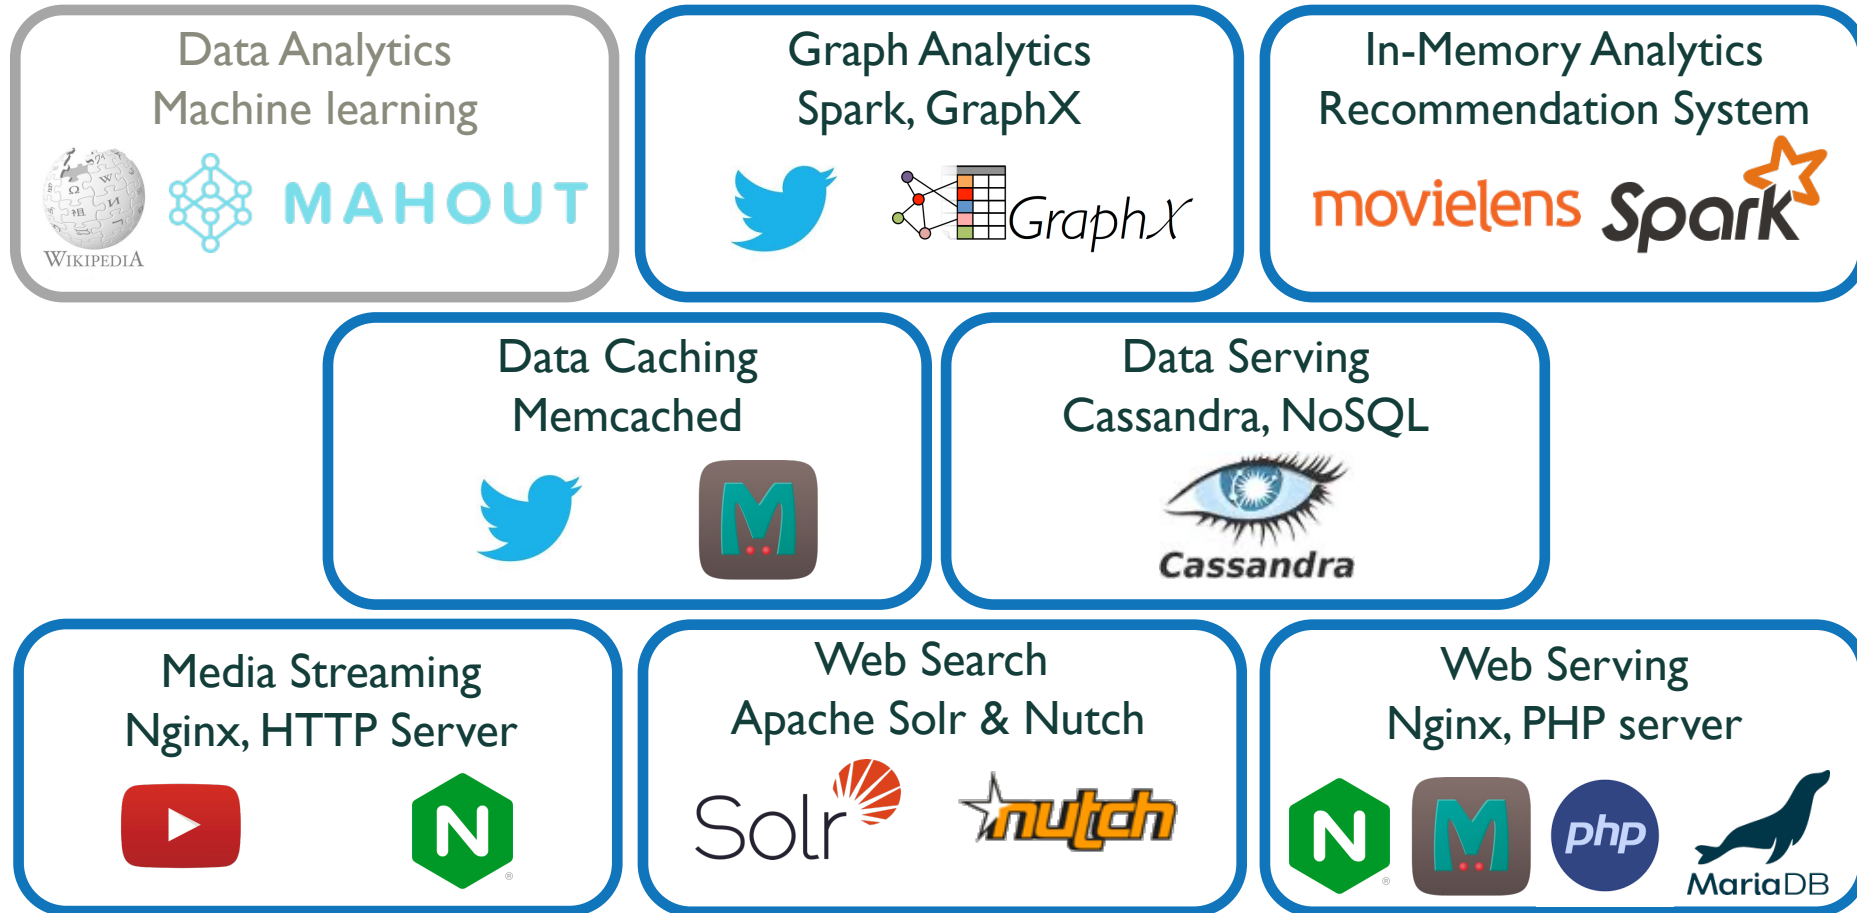 Data Analytics
Machine learning
WIKIPEDIA
MAHOUT
Graph Analytics
Spark, GraphX
GraphX
In-Memory Analytics
Recommendation System
movielens
Spark
Data Caching
Memcached
M
Data Serving
Cassandra, NoSQL
Cassandra
Media Streaming
Nginx, HTTP Server
N
®
Web Search
Apache Solr & Nutch
Solr
nutch
Web Serving
Nginx, PHP server
N
®
M
php
MariaDB